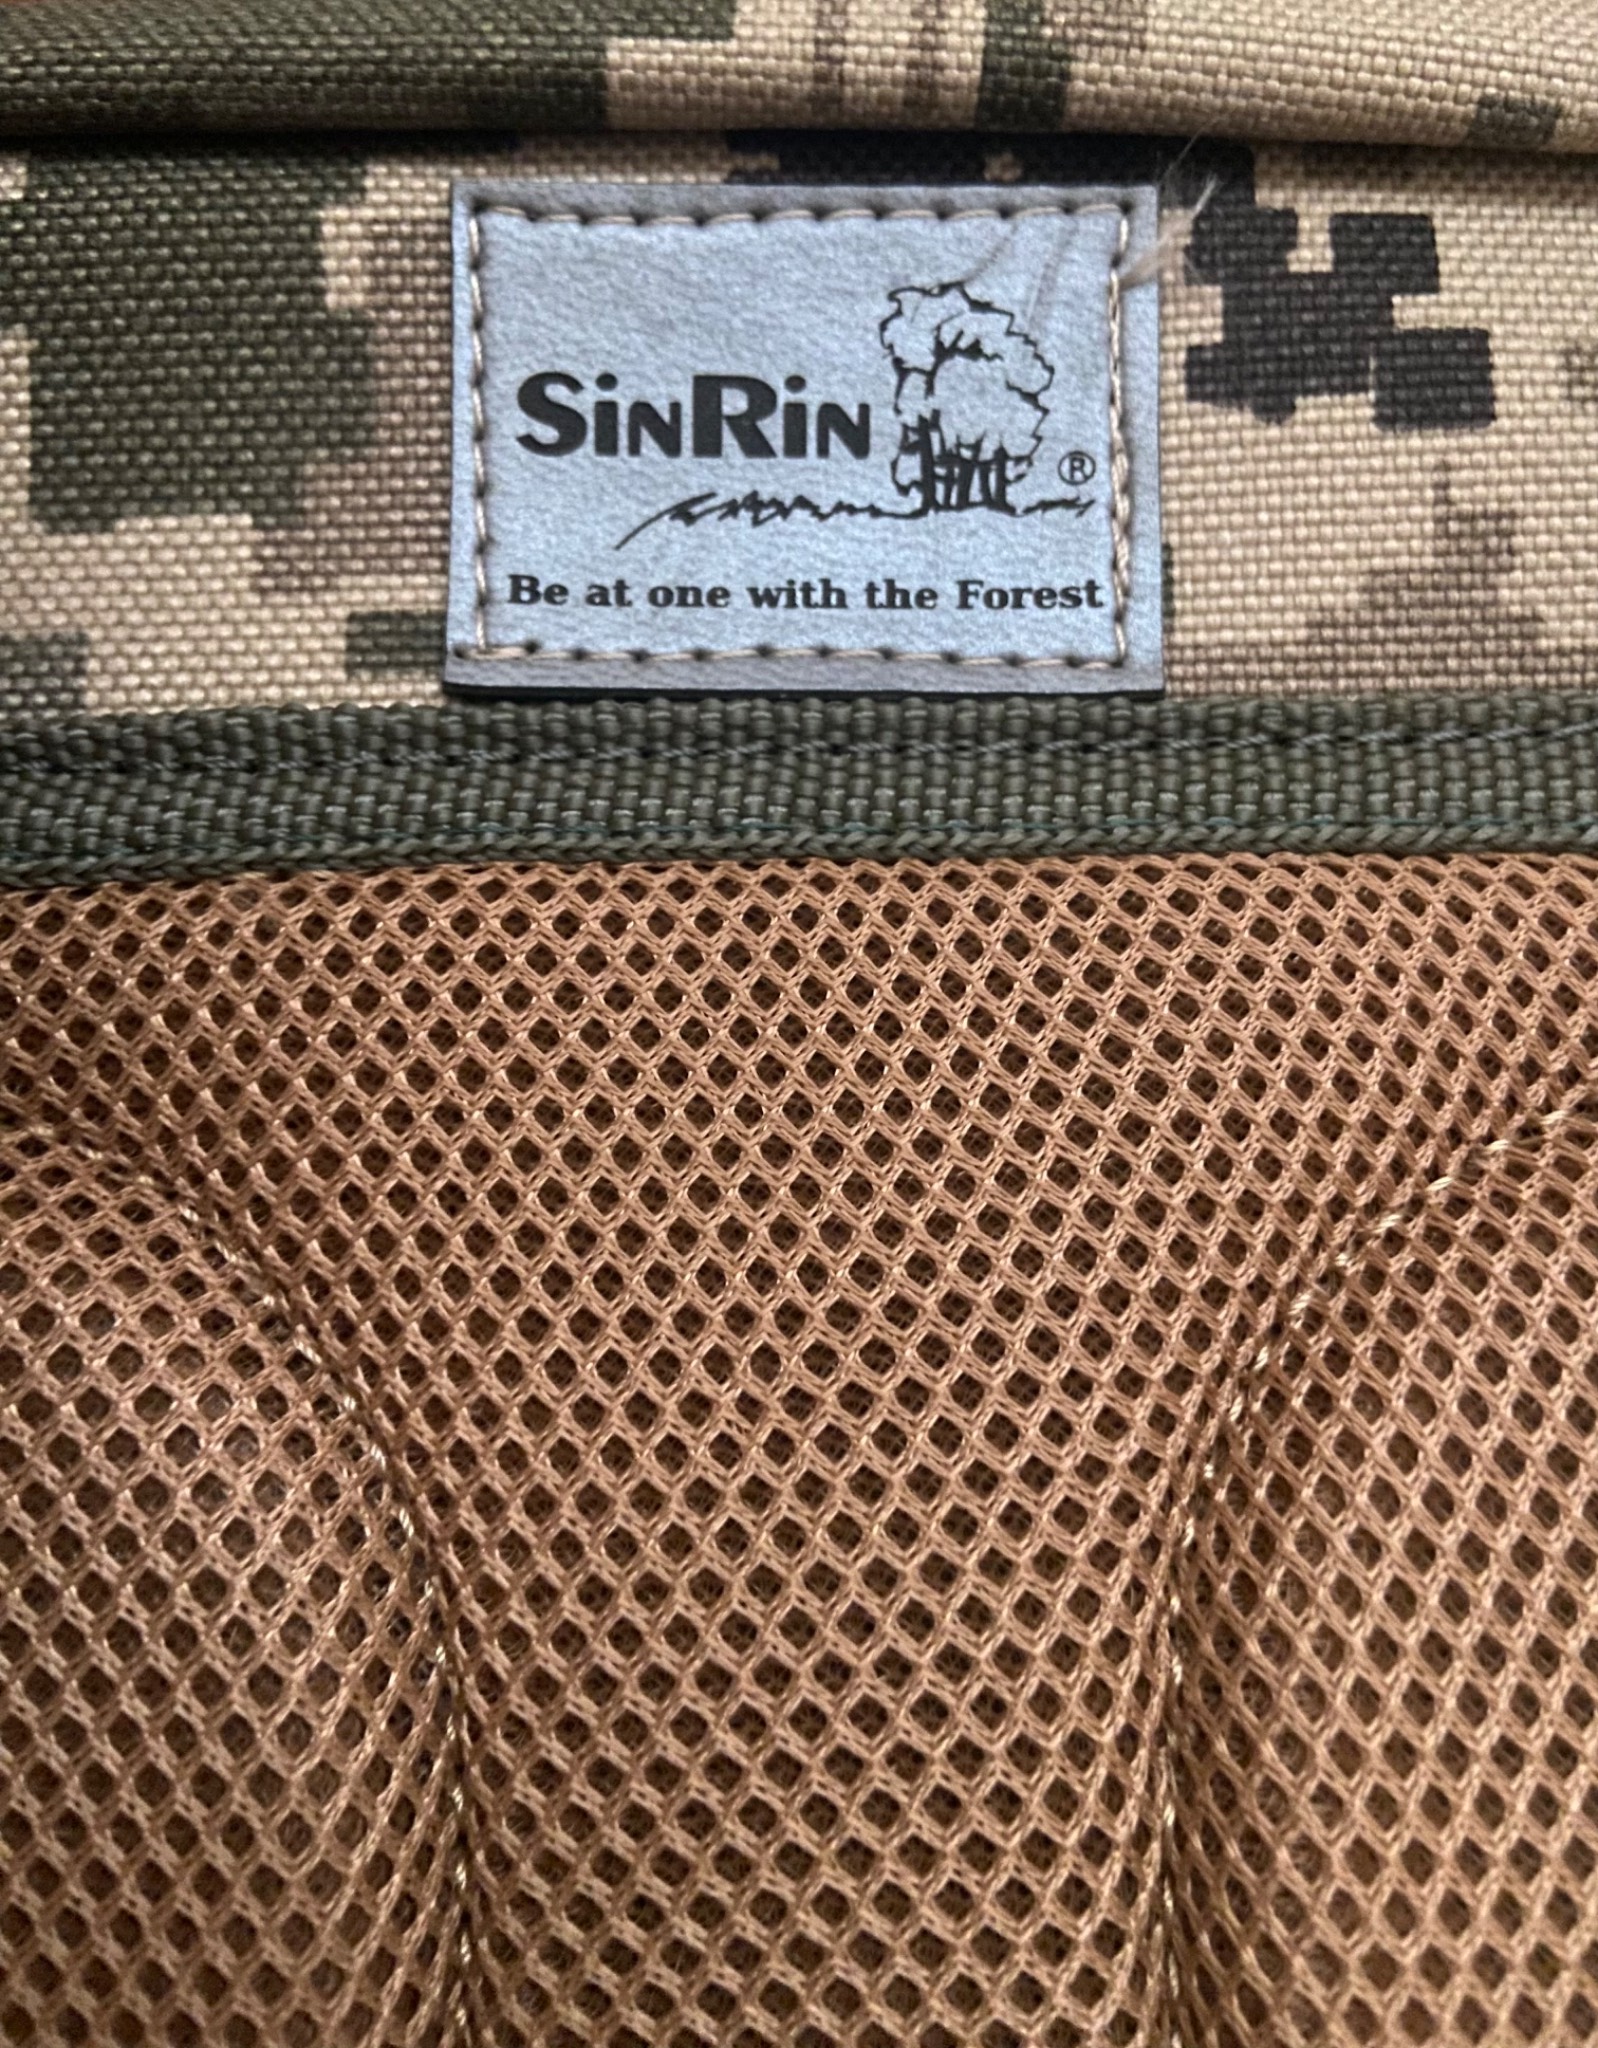 SinRin ®
Be at one with the Forest